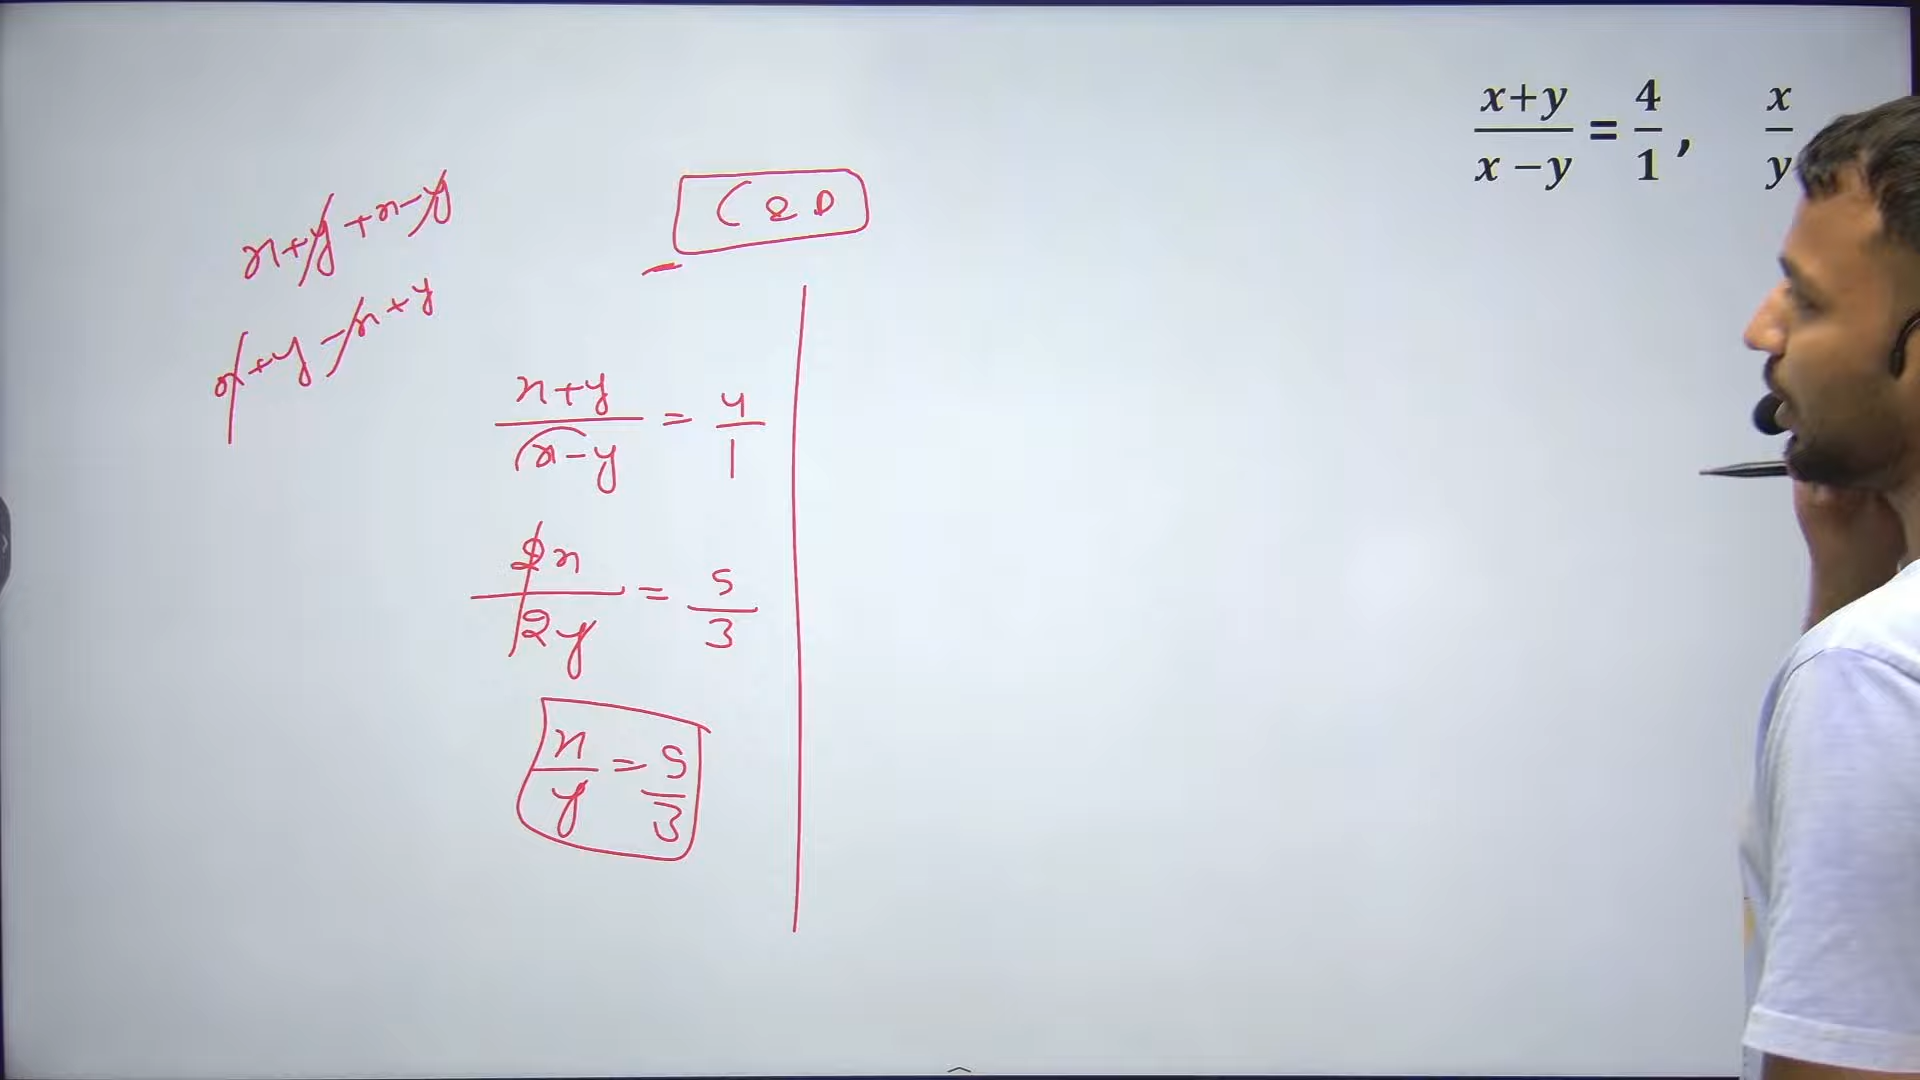 x+y / x−y = 4/1, x/y
x+y+x-y
x+y-x+y
C & D
x+y / x-y = 4/1
2x / 2y = 5/3
x/y = 5/3